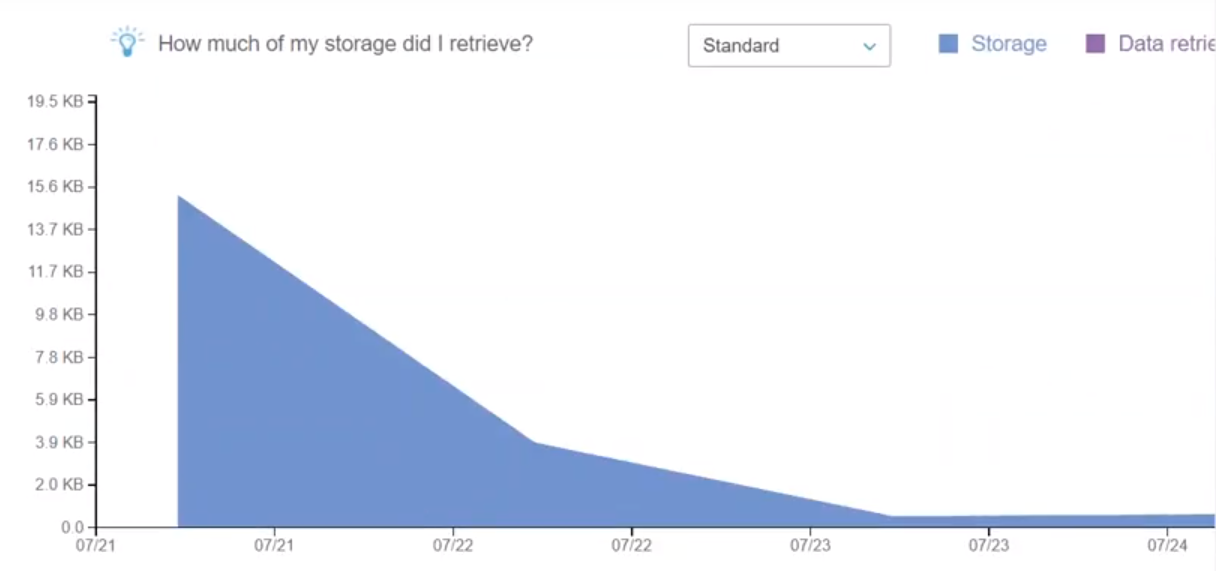 How much of my storage did I retrieve?
Standard
Storage
Data retrie
19.5 KB
17.6 KB
15.6 KB
13.7 KB
11.7 KB
9.8 KB
7.8 KB
5.9 KB
3.9 KB
2.0 KB
0.0
07/21 07/21 07/22 07/22 07/23 07/23 07/24